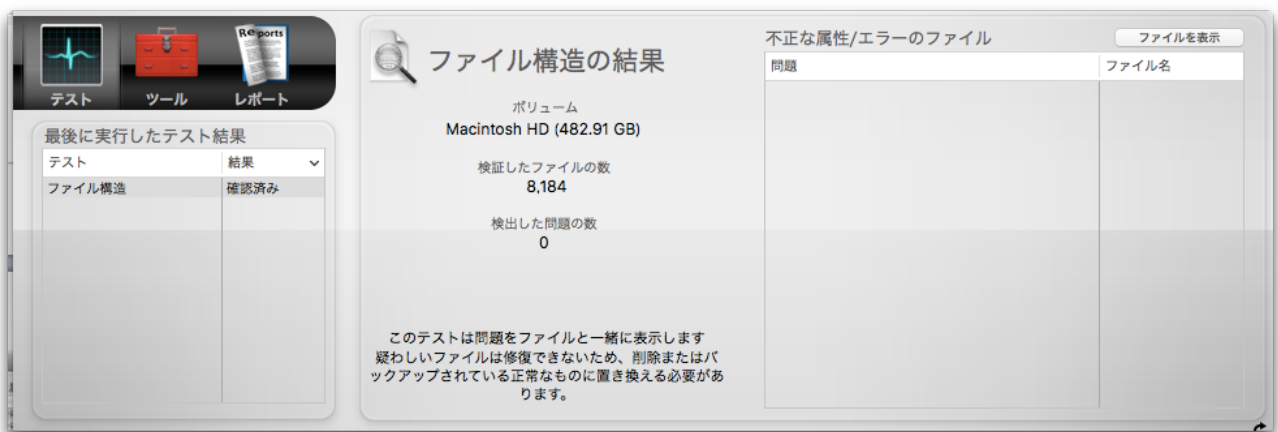 Reports
テスト
ツール
レポート
最後に実行したテスト結果
テスト
結果
ファイル構造
確認済み
ファイル構造の結果
ボリューム
Macintosh HD (482.91 GB)
検証したファイルの数
8,184
検出した問題の数
0
このテストは問題をファイルと一緒に表示します
疑わしいファイルは修復できないため、削除またはバ
ックアップされている正常なものに置き換える必要があ
ります。
不正な属性/エラーのファイル
ファイルを表示
問題
ファイル名